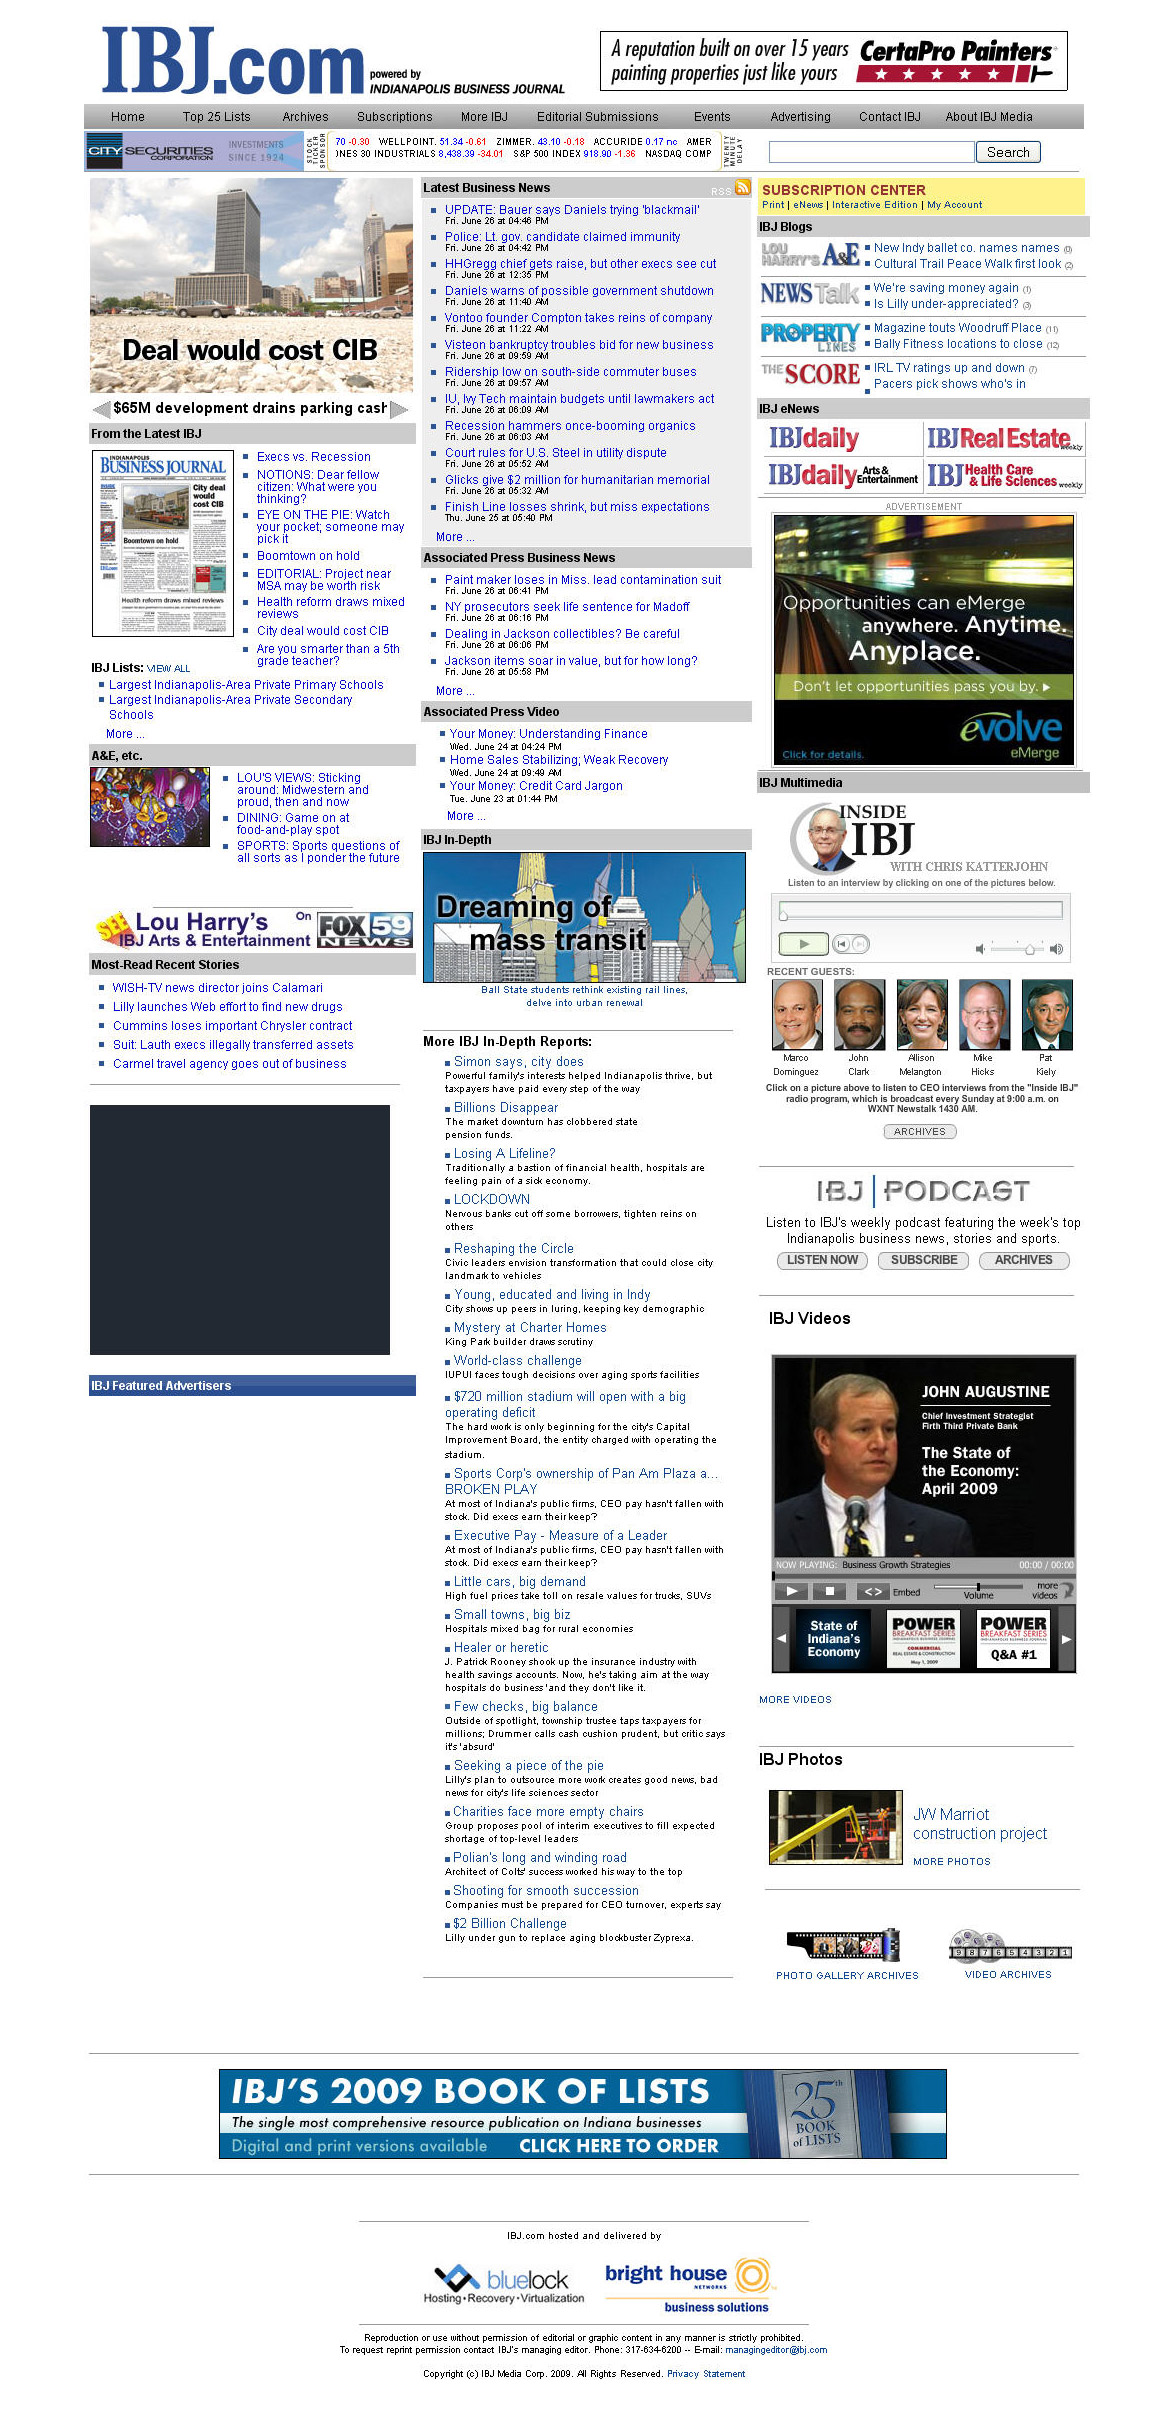 IBJ.com
powered by
INDIANAPOLIS BUSINESS JOURNAL
A reputation built on over 15 years
painting properties just like yours
CertaPro Painters
Home Top 25 Lists Archives Subscriptions More IBJ Editorial Submissions Events Advertising Contact IBJ About IBJ Media
CITY SECURITIES
CORPORATION
INVESTMENTS
SINCE 1924
STOCK TICKER SPONSOR
70 -0.30 WELLPOINT. 51.34 -0.61 ZIMMER. 43.10 -0.18 ACCURIDE 0.17 nc AMER
ONES 30 INDUSTRIALS 8,438.39 -34.01 S&P 500 INDEX 918.90 -1.36 NASDAQ COMP
TWENTY MINUTE DELAY
Search
Deal would cost CIB
$65M development drains parking cash
From the Latest IBJ
INDIANAPOLIS
BUSINESS JOURNAL
City deal
would
cost CIB
Boomtown on hold
Health reform draws mixed reviews
Execs vs. Recession
NOTIONS: Dear fellow
citizen: What were you
thinking?
EYE ON THE PIE: Watch
your pocket; someone may
pick it
Boomtown on hold
EDITORIAL: Project near
MSA may be worth risk
Health reform draws mixed
reviews
City deal would cost CIB
Are you smarter than a 5th
grade teacher?
IBJ Lists: VIEW ALL
Largest Indianapolis-Area Private Primary Schools
Largest Indianapolis-Area Private Secondary
Schools
More ...
A&E, etc.
LOU'S VIEWS: Sticking
around: Midwestern and
proud, then and now
DINING: Game on at
food-and-play spot
SPORTS: Sports questions of
all sorts as I ponder the future
SEE
Lou Harry's
IBJ Arts & Entertainment
On
FOX 59
NEWS
Most-Read Recent Stories
WISH-TV news director joins Calamari
Lilly launches Web effort to find new drugs
Cummins loses important Chrysler contract
Suit: Lauth execs illegally transferred assets
Carmel travel agency goes out of business
IBJ Featured Advertisers
Latest Business News
RSS
UPDATE: Bauer says Daniels trying 'blackmail'
Fri. June 26 at 04:46 PM
Police: Lt. gov. candidate claimed immunity
Fri. June 26 at 04:42 PM
HHGregg chief gets raise, but other execs see cut
Fri. June 26 at 12:35 PM
Daniels warns of possible government shutdown
Fri. June 26 at 11:40 AM
Vontoo founder Compton takes reins of company
Fri. June 26 at 11:22 AM
Visteon bankruptcy troubles bid for new business
Fri. June 26 at 09:59 AM
Ridership low on south-side commuter buses
Fri. June 26 at 09:57 AM
IU, Ivy Tech maintain budgets until lawmakers act
Fri. June 26 at 06:09 AM
Recession hammers once-booming organics
Fri. June 26 at 06:03 AM
Court rules for U.S. Steel in utility dispute
Fri. June 26 at 05:52 AM
Glicks give $2 million for humanitarian memorial
Fri. June 26 at 05:32 AM
Finish Line losses shrink, but miss expectations
Thu. June 25 at 05:40 PM
More ...
Associated Press Business News
Paint maker loses in Miss. lead contamination suit
Fri. June 26 at 06:41 PM
NY prosecutors seek life sentence for Madoff
Fri. June 26 at 06:16 PM
Dealing in Jackson collectibles? Be careful
Fri. June 26 at 06:06 PM
Jackson items soar in value, but for how long?
Fri. June 26 at 05:58 PM
More ...
Associated Press Video
Your Money: Understanding Finance
Wed. June 24 at 04:24 PM
Home Sales Stabilizing; Weak Recovery
Wed. June 24 at 09:49 AM
Your Money: Credit Card Jargon
Tue. June 23 at 01:44 PM
More ...
IBJ In-Depth
Dreaming of
mass transit
Ball State students rethink existing rail lines,
delve into urban renewal
More IBJ In-Depth Reports:
Simon says, city does
Powerful family's interests helped Indianapolis thrive, but
taxpayers have paid every step of the way
Billions Disappear
The market downturn has clobbered state
pension funds.
Losing A Lifeline?
Traditionally a bastion of financial health, hospitals are
feeling pain of a sick economy.
LOCKDOWN
Nervous banks cut off some borrowers, tighten reins on
others
Reshaping the Circle
Civic leaders envision transformation that could close city
landmark to vehicles
Young, educated and living in Indy
City shows up peers in luring, keeping key demographic
Mystery at Charter Homes
King Park builder draws scrutiny
World-class challenge
IUPUI faces tough decisions over aging sports facilities
$720 million stadium will open with a big
operating deficit
The hard work is only beginning for the city's Capital
Improvement Board, the entity charged with operating the
stadium.
Sports Corp's ownership of Pan Am Plaza a...
BROKEN PLAY
At most of Indiana's public firms, CEO pay hasn't fallen with
stock. Did execs earn their keep?
Executive Pay - Measure of a Leader
At most of Indiana's public firms, CEO pay hasn't fallen with
stock. Did execs earn their keep?
Little cars, big demand
High fuel prices take toll on resale values for trucks, SUVs
Small towns, big biz
Hospitals mixed bag for rural economies
Healer or heretic
J. Patrick Rooney shook up the insurance industry with
health savings accounts. Now, he's taking aim at the way
hospitals do business 'and they don't like it.
Few checks, big balance
Outside of spotlight, township trustee taps taxpayers for
millions; Drummer calls cash cushion prudent, but critic says
it's 'absurd'
Seeking a piece of the pie
Lilly's plan to outsource more work creates good news, bad
news for city's life sciences sector
Charities face more empty chairs
Group proposes pool of interim executives to fill expected
shortage of top-level leaders
Polian's long and winding road
Architect of Colts' success worked his way to the top
Shooting for smooth succession
Companies must be prepared for CEO turnover, experts say
$2 Billion Challenge
Lilly under gun to replace aging blockbuster Zyprexa.
SUBSCRIPTION CENTER
Print | eNews | Interactive Edition | My Account
IBJ Blogs
LOU HARRY'S A&E
New Indy ballet co. names names (0)
Cultural Trail Peace Walk first look (2)
NEWS Talk
We're saving money again (1)
Is Lilly under-appreciated? (3)
PROPERTY LINES
Magazine touts Woodruff Place (11)
Bally Fitness locations to close (12)
THE SCORE
IRL TV ratings up and down (7)
Pacers pick shows who's in
IBJ eNews
IBJdaily
IBJ Real Estate weekly
IBJdaily Arts & Entertainment
IBJ Health Care & Life Sciences weekly
ADVERTISEMENT
Opportunities can eMerge
anywhere. Anytime.
Anyplace.
Don't let opportunities pass you by.
evolve
eMerge
Click for details.
IBJ Multimedia
INSIDE
IBJ
WITH CHRIS KATTERJOHN
Listen to an interview by clicking on one of the pictures below.
RECENT GUESTS:
Marco Dominguez
John Clark
Allison Melangton
Mike Hicks
Pat Kiely
Click on a picture above to listen to CEO interviews from the "Inside IBJ"
radio program, which is broadcast every Sunday at 9:00 a.m. on
WXNT Newstalk 1430 AM.
ARCHIVES
IBJ PODCAST
Listen to IBJ's weekly podcast featuring the week's top
Indianapolis business news, stories and sports.
LISTEN NOW SUBSCRIBE ARCHIVES
IBJ Videos
JOHN AUGUSTINE
Chief Investment Strategist
Firth Third Private Bank
The State of
the Economy:
April 2009
NOW PLAYING: Business Growth Strategies 00:00 / 00:00
<> Embed Volume more videos
State of
Indiana's
Economy
POWER
BREAKFAST SERIES
COMMERCIAL
REAL ESTATE & CONSTRUCTION
May 1, 2009
POWER
BREAKFAST SERIES
Q&A #1
MORE VIDEOS
IBJ Photos
JW Marriot
construction project
MORE PHOTOS
9 8 7 6 5 4 3 2 1
PHOTO GALLERY ARCHIVES
VIDEO ARCHIVES
IBJ'S 2009 BOOK OF LISTS
The single most comprehensive resource publication on Indiana businesses
Digital and print versions available CLICK HERE TO ORDER
25th
BOOK
of LISTS
IBJ.com hosted and delivered by
bluelock
Hosting • Recovery • Virtualization
bright house
NETWORKS
business solutions
Reproduction or use without permission of editorial or graphic content in any manner is strictly prohibited.
To request reprint permission contact IBJ's managing editor. Phone: 317-634-6200 -- E-mail: managingeditor@ibj.com
Copyright (c) IBJ Media Corp. 2009. All Rights Reserved. Privacy Statement